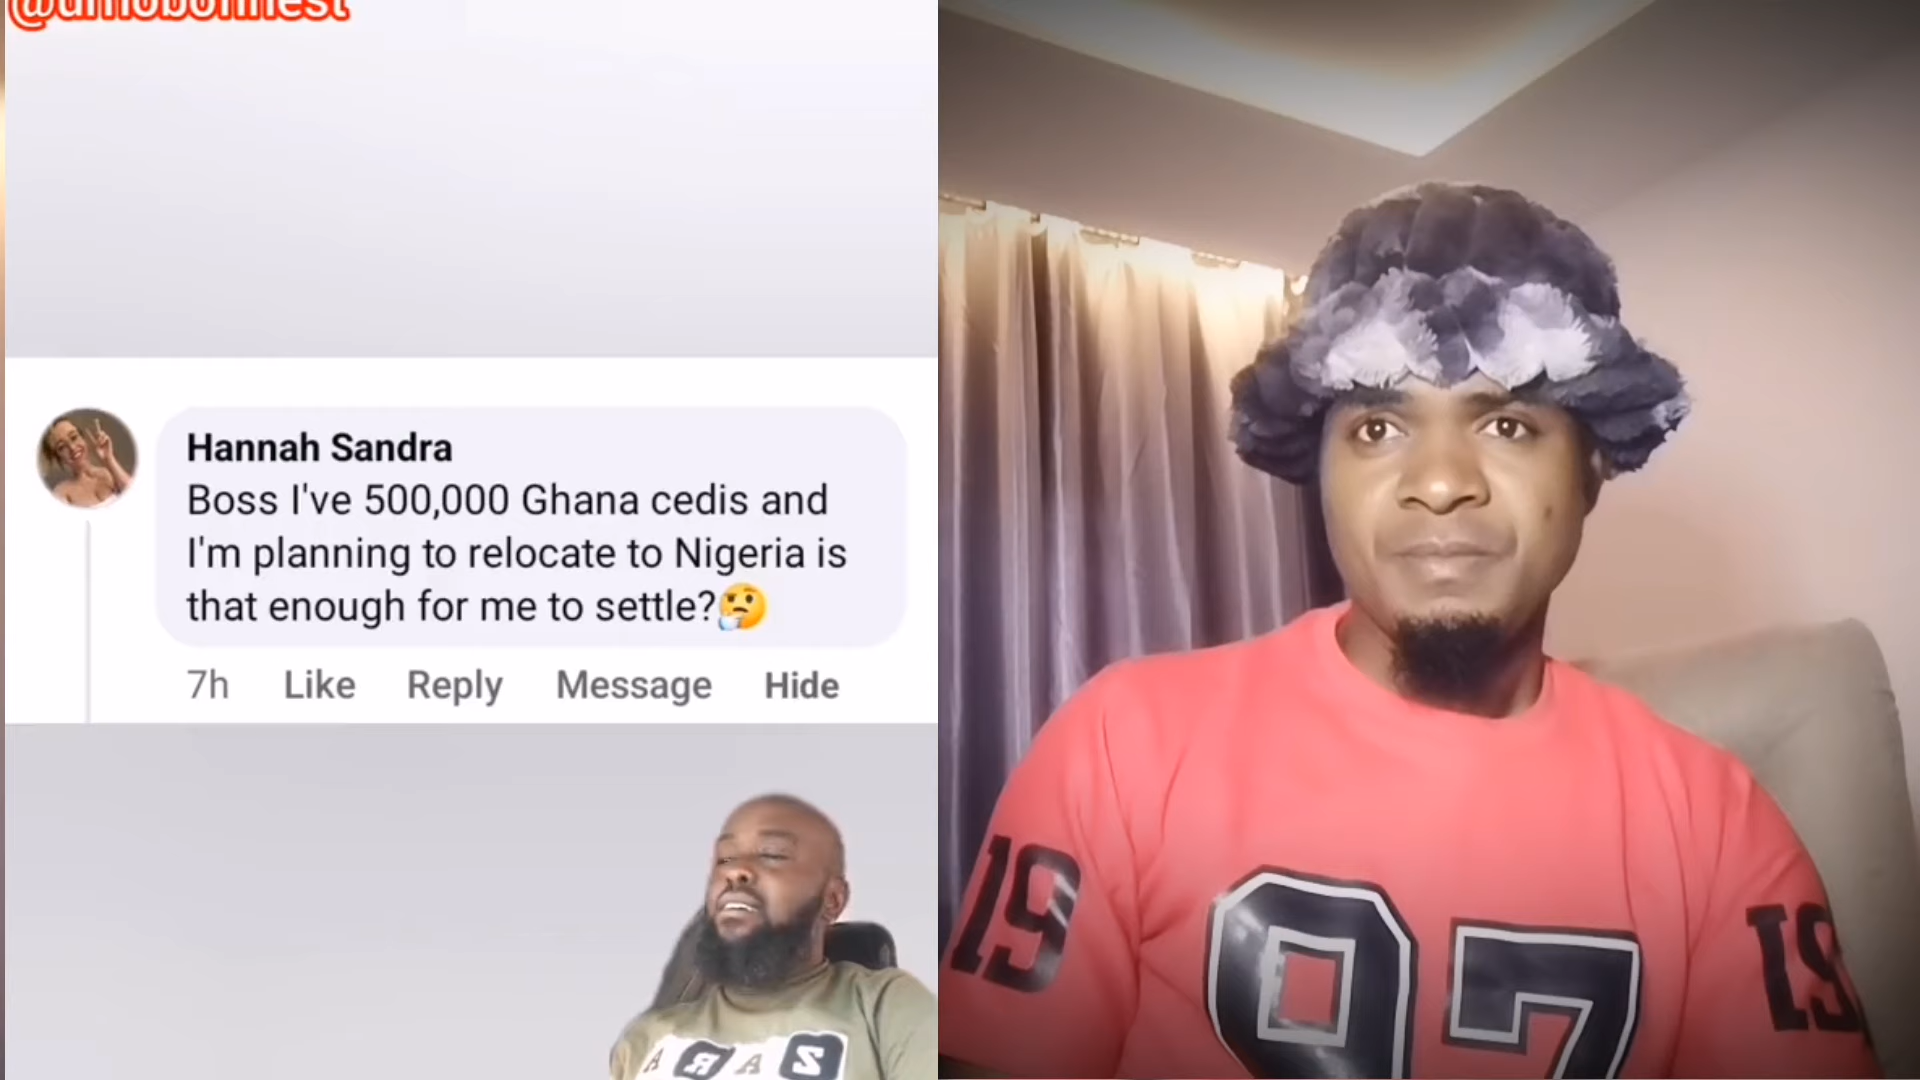 Hannah Sandra
Boss I've 500,000 Ghana cedis and
I'm planning to relocate to Nigeria is
that enough for me to settle?🤔
7h Like Reply Message Hide
19
97
19